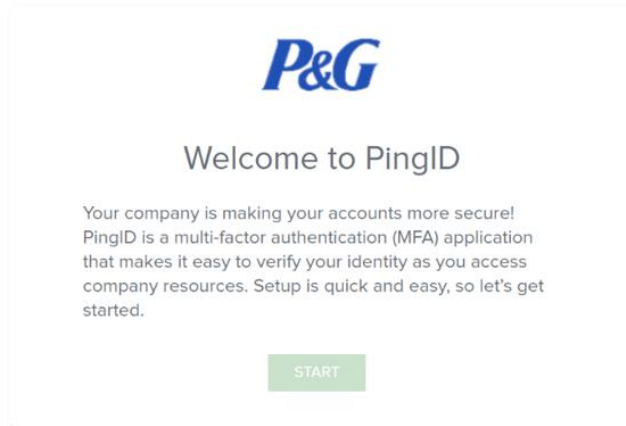 P&G
Welcome to PingID
Your company is making your accounts more secure!
PingID is a multi-factor authentication (MFA) application
that makes it easy to verify your identity as you access
company resources. Setup is quick and easy, so let's get
started.
START